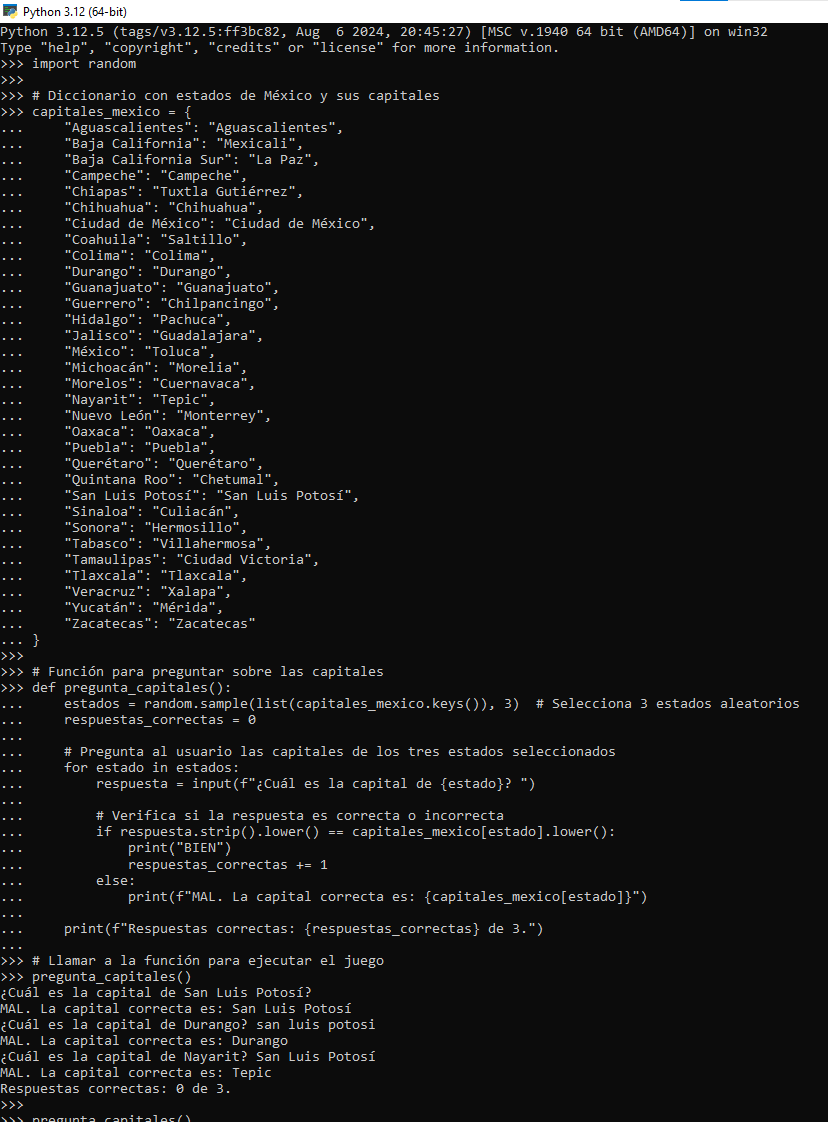 Python 3.12 (64-bit)
Python 3.12.5 (tags/v3.12.5:ff3bc82, Aug  6 2024, 20:45:27) [MSC v.1940 64 bit (AMD64)] on win32
Type "help", "copyright", "credits" or "license" for more information.
>>> import random
>>>
>>> # Diccionario con estados de México y sus capitales
>>> capitales_mexico = {
...     "Aguascalientes": "Aguascalientes",
...     "Baja California": "Mexicali",
...     "Baja California Sur": "La Paz",
...     "Campeche": "Campeche",
...     "Chiapas": "Tuxtla Gutiérrez",
...     "Chihuahua": "Chihuahua",
...     "Ciudad de México": "Ciudad de México",
...     "Coahuila": "Saltillo",
...     "Colima": "Colima",
...     "Durango": "Durango",
...     "Guanajuato": "Guanajuato",
...     "Guerrero": "Chilpancingo",
...     "Hidalgo": "Pachuca",
...     "Jalisco": "Guadalajara",
...     "México": "Toluca",
...     "Michoacán": "Morelia",
...     "Morelos": "Cuernavaca",
...     "Nayarit": "Tepic",
...     "Nuevo León": "Monterrey",
...     "Oaxaca": "Oaxaca",
...     "Puebla": "Puebla",
...     "Querétaro": "Querétaro",
...     "Quintana Roo": "Chetumal",
...     "San Luis Potosí": "San Luis Potosí",
...     "Sinaloa": "Culiacán",
...     "Sonora": "Hermosillo",
...     "Tabasco": "Villahermosa",
...     "Tamaulipas": "Ciudad Victoria",
...     "Tlaxcala": "Tlaxcala",
...     "Veracruz": "Xalapa",
...     "Yucatán": "Mérida",
...     "Zacatecas": "Zacatecas"
... }
>>>
>>> # Función para preguntar sobre las capitales
>>> def pregunta_capitales():
...     estados = random.sample(list(capitales_mexico.keys()), 3)  # Selecciona 3 estados aleatorios
...     respuestas_correctas = 0
...
...     # Pregunta al usuario las capitales de los tres estados seleccionados
...     for estado in estados:
...         respuesta = input(f"¿Cuál es la capital de {estado}? ")
...
...         # Verifica si la respuesta es correcta o incorrecta
...         if respuesta.strip().lower() == capitales_mexico[estado].lower():
...             print("BIEN")
...             respuestas_correctas += 1
...         else:
...             print(f"MAL. La capital correcta es: {capitales_mexico[estado]}")
...
...     print(f"Respuestas correctas: {respuestas_correctas} de 3.")
...
>>> # Llamar a la función para ejecutar el juego
>>> pregunta_capitales()
¿Cuál es la capital de San Luis Potosí?
MAL. La capital correcta es: San Luis Potosí
¿Cuál es la capital de Durango? san luis potosi
MAL. La capital correcta es: Durango
¿Cuál es la capital de Nayarit? San Luis Potosí
MAL. La capital correcta es: Tepic
Respuestas correctas: 0 de 3.
>>>
>>> pregunta_capitales()